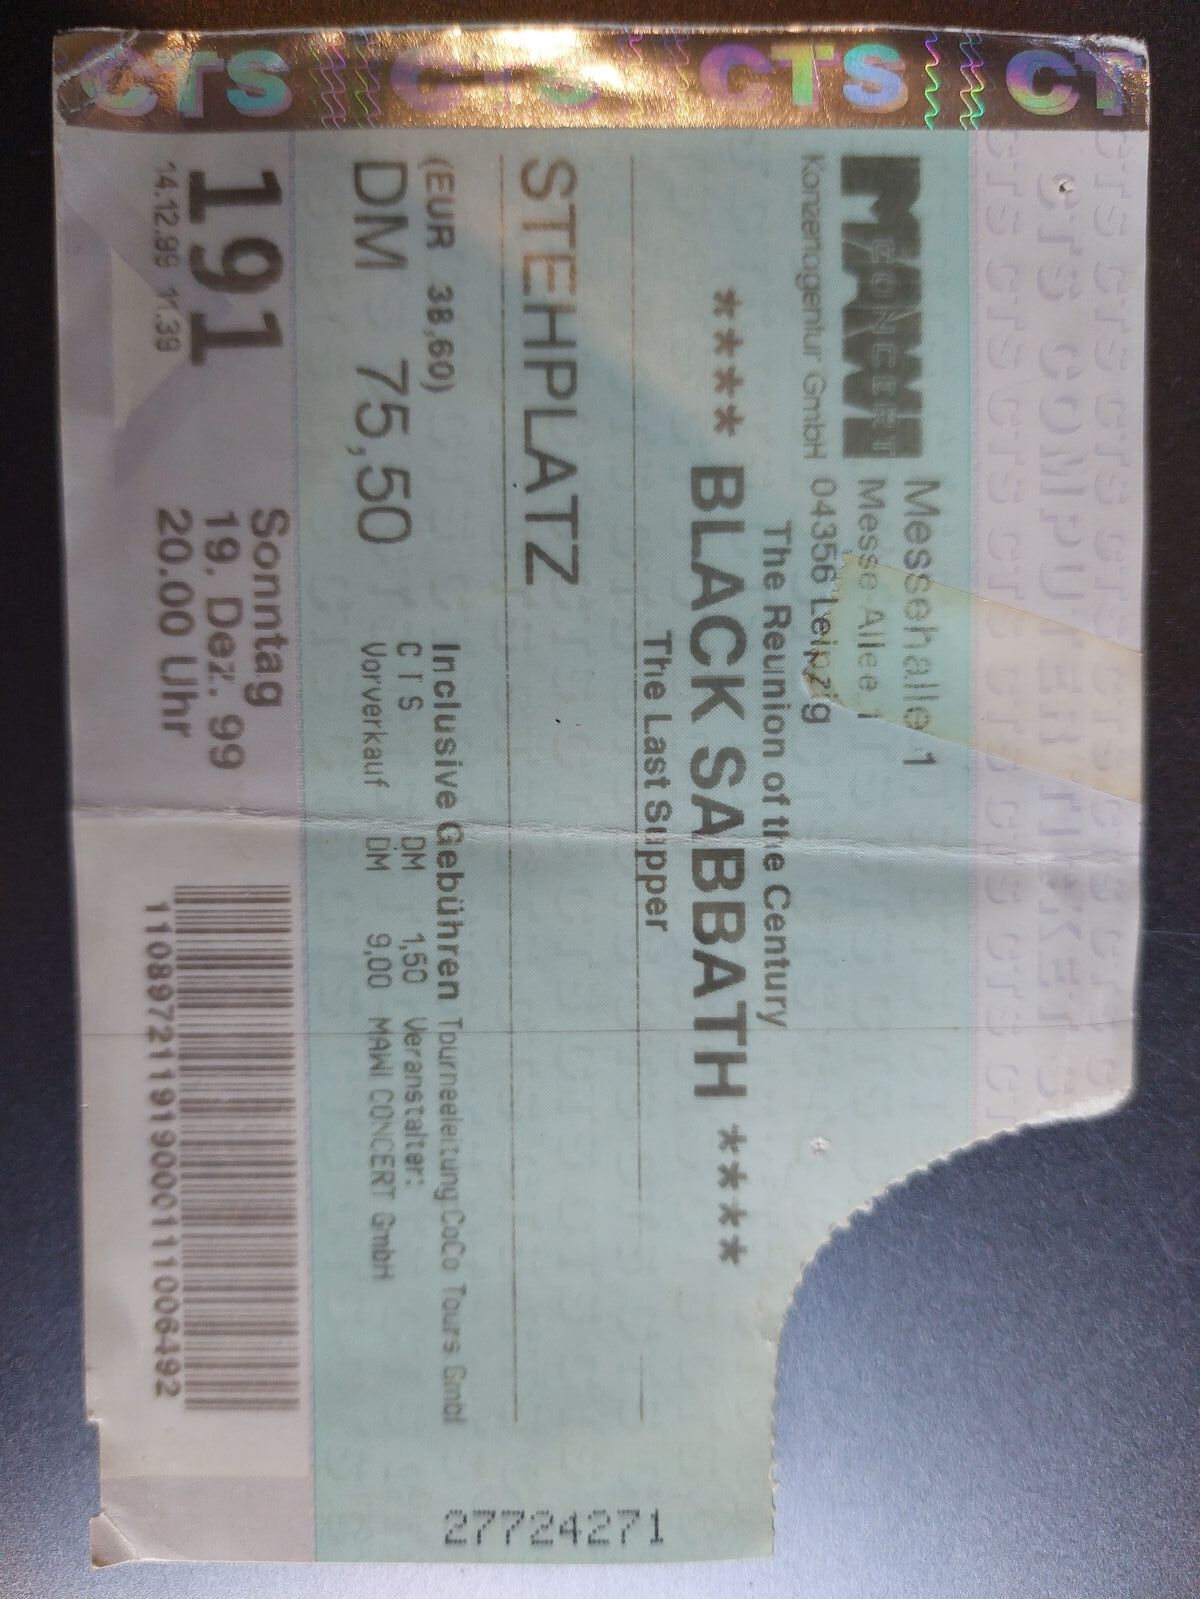 CTS CTS CTS CT
CTS COMPUTER TICKET
MAWI
CONCERT
Messehalle 1
Messe Allee 1
Konzertagentur GmbH 04356 Leipzig
The Reunion of the Century
**** BLACK SABBATH ****
The Last Supper
STEHPLATZ
(EUR 38,60)
DM 75,50
Inclusive Gebühren Tourneeleitung:CoCo Tours Gmbl
CTS DM 1,50 Veranstalter:
Vorverkauf DM 9,00 MAWI CONCERT GmbH
191
14.12.99 11.39
Sonntag
19. Dez. 99
20.00 Uhr
110897211919000111006492
27724271